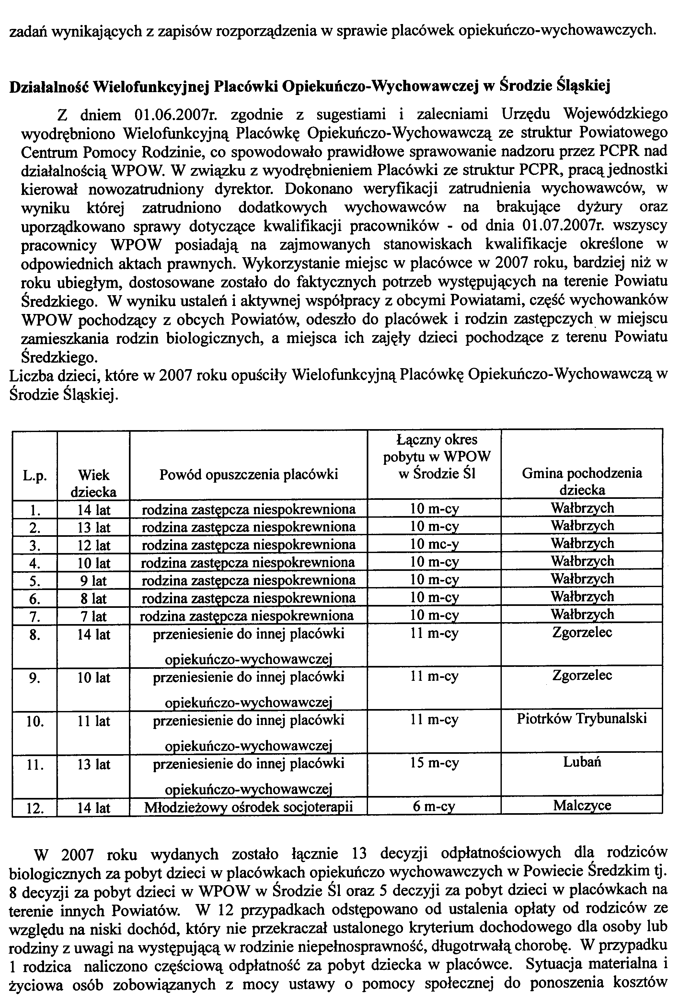 zadań wynikających z zapisów rozporządzenia w sprawie placówek opiekuńczo-wychowawczych.
Działalność Wielofunkcyjnej Placówki Opiekuńczo-Wychowawczej w Środzie Śląskiej
Z dniem 01.06.2007r. zgodnie z sugestiami i zalecniami Urzędu Wojewódzkiego
wyodrębniono Wielofunkcyjną Placówkę Opiekuńczo-Wychowawczą ze struktur Powiatowego
Centrum Pomocy Rodzinie, co spowodowało prawidłowe sprawowanie nadzoru przez PCPR nad
działalnością WPOW. W związku z wyodrębnieniem Placówki ze struktur PCPR, pracą jednostki
kierował nowozatrudniony dyrektor. Dokonano weryfikacji zatrudnienia wychowawców, w
wyniku której zatrudniono dodatkowych wychowawców na brakujące dyżury oraz
uporządkowano sprawy dotyczące kwalifikacji pracowników - od dnia 01.07.2007r. wszyscy
pracownicy WPOW posiadają na zajmowanych stanowiskach kwalifikacje określone w
odpowiednich aktach prawnych. Wykorzystanie miejsc w placówce w 2007 roku, bardziej niż w
roku ubiegłym, dostosowane zostało do faktycznych potrzeb występujących na terenie Powiatu
Średzkiego. W wyniku ustaleń i aktywnej współpracy z obcymi Powiatami, część wychowanków
WPOW pochodzący z obcych Powiatów, odeszło do placówek i rodzin zastępczych w miejscu
zamieszkania rodzin biologicznych, a miejsca ich zajęły dzieci pochodzące z terenu Powiatu
Średzkiego.
Liczba dzieci, które w 2007 roku opuściły Wielofunkcyjną Placówkę Opiekuńczo-Wychowawczą w
Środzie Śląskiej.
L.p. Wiek dziecka Powód opuszczenia placówki Łączny okres pobytu w WPOW w Środzie Śl Gmina pochodzenia dziecka
1. 14 lat rodzina zastępcza niespokrewniona 10 m-cy Wałbrzych
2. 13 lat rodzina zastępcza niespokrewniona 10 m-cy Wałbrzych
3. 12 lat rodzina zastępcza niespokrewniona 10 mc-y Wałbrzych
4. 10 lat rodzina zastępcza niespokrewniona 10 m-cy Wałbrzych
5. 9 lat rodzina zastępcza niespokrewniona 10 m-cy Wałbrzych
6. 8 lat rodzina zastępcza niespokrewniona 10 m-cy Wałbrzych
7. 7 lat rodzina zastępcza niespokrewniona 10 m-cy Wałbrzych
8. 14 lat przeniesienie do innej placówki opiekuńczo-wychowawczej 11 m-cy Zgorzelec
9. 10 lat przeniesienie do innej placówki opiekuńczo-wychowawczej 11 m-cy Zgorzelec
10. 11 lat przeniesienie do innej placówki opiekuńczo-wychowawczej 11 m-cy Piotrków Trybunalski
11. 13 lat przeniesienie do innej placówki opiekuńczo-wychowawczej 15 m-cy Lubań
12. 14 lat Młodzieżowy ośrodek socjoterapii 6 m-cy Malczyce
W 2007 roku wydanych zostało łącznie 13 decyzji odpłatnościowych dla rodziców
biologicznych za pobyt dzieci w placówkach opiekuńczo wychowawczych w Powiecie Średzkim tj.
8 decyzji za pobyt dzieci w WPOW w Środzie Śl oraz 5 deczyji za pobyt dzieci w placówkach na
terenie innych Powiatów. W 12 przypadkach odstępowano od ustalenia opłaty od rodziców ze
względu na niski dochód, który nie przekraczał ustalonego kryterium dochodowego dla osoby lub
rodziny z uwagi na występującą w rodzinie niepełnosprawność, długotrwałą chorobę. W przypadku
1 rodzica naliczono częściową odpłatność za pobyt dziecka w placówce. Sytuacja materialna i
życiowa osób zobowiązanych z mocy ustawy o pomocy społecznej do ponoszenia kosztów